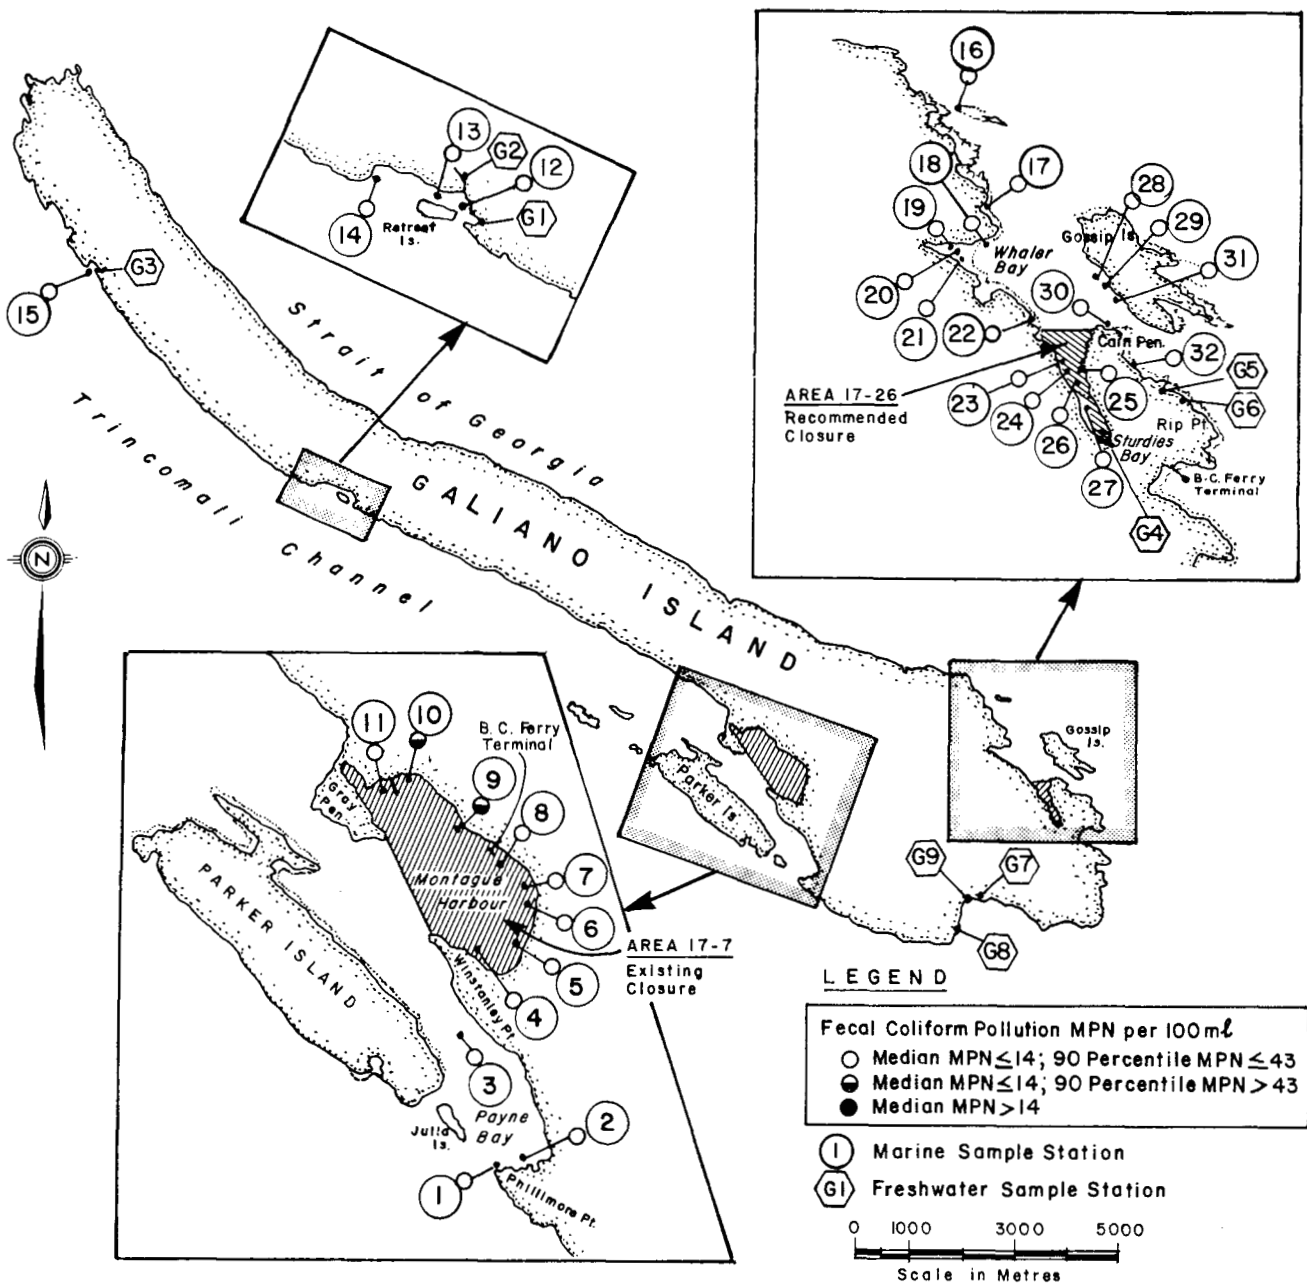 16
13
G2
12
14
Retreat
Is.
G1
18
17
28
19
29
Gossip Is.
31
Whaler
Bay
30
20
21
22
Cain Pen.
32
G5
G6
23
24
26
25
AREA 17-26
Recommended
Closure
Rip Pt.
Sturdies
Bay
27
B.C. Ferry
Terminal
G4
G3
15
Strait of Georgia
Trincomali Channel
GALIANO ISLAND
N
11
10
B.C. Ferry
Terminal
9
8
Gray
Pen.
7
Montague
Harbour
6
AREA 17-7
Existing
Closure
5
4
Winstanley Pt.
PARKER ISLAND
3
Payne
Bay
2
Julia
Is.
1
Phillimore Pt.
Parker Is.
Gossip
Is.
G9
G7
G8
LEGEND
Fecal Coliform Pollution MPN per 100 ml
Median MPN ≤ 14; 90 Percentile MPN ≤ 43
Median MPN ≤ 14; 90 Percentile MPN > 43
Median MPN > 14
1 Marine Sample Station
G1 Freshwater Sample Station
0 1000 3000 5000
Scale in Metres